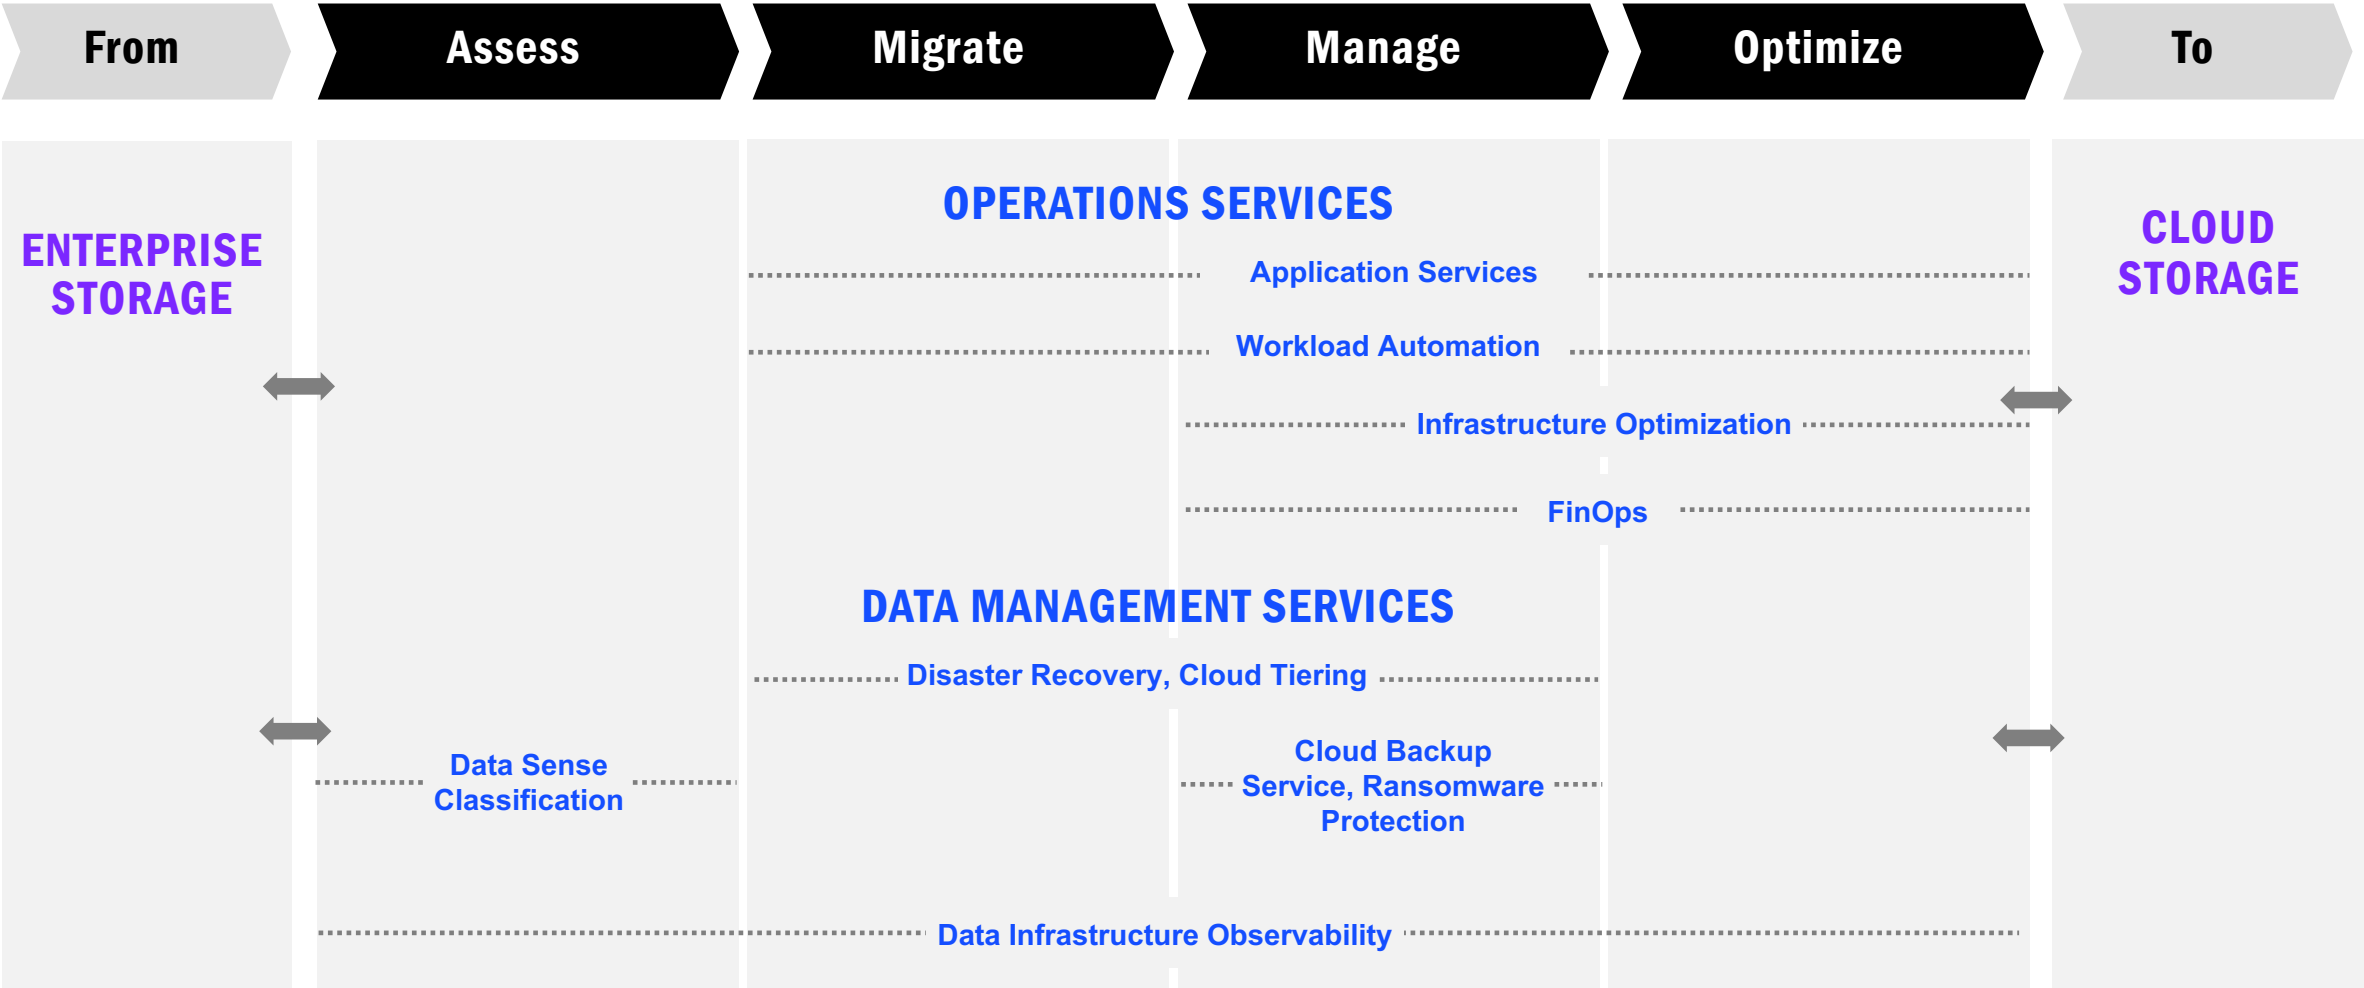 From
Assess
Migrate
Manage
Optimize
To
ENTERPRISE
STORAGE
OPERATIONS SERVICES
Application Services
Workload Automation
Infrastructure Optimization
FinOps
DATA MANAGEMENT SERVICES
Disaster Recovery, Cloud Tiering
Data Sense
Classification
Cloud Backup
Service, Ransomware
Protection
Data Infrastructure Observability
CLOUD
STORAGE